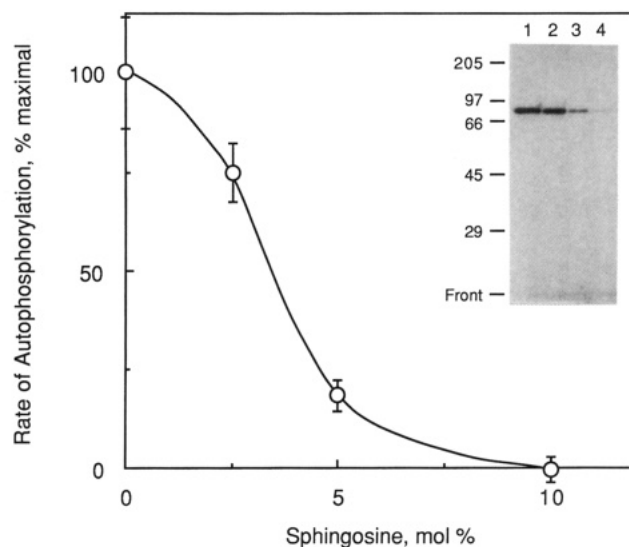 Rate of Autophosphorylation, % maximal
100
50
0
0
5
10
Sphingosine, mol %
1 2 3 4
205
97
66
45
29
Front